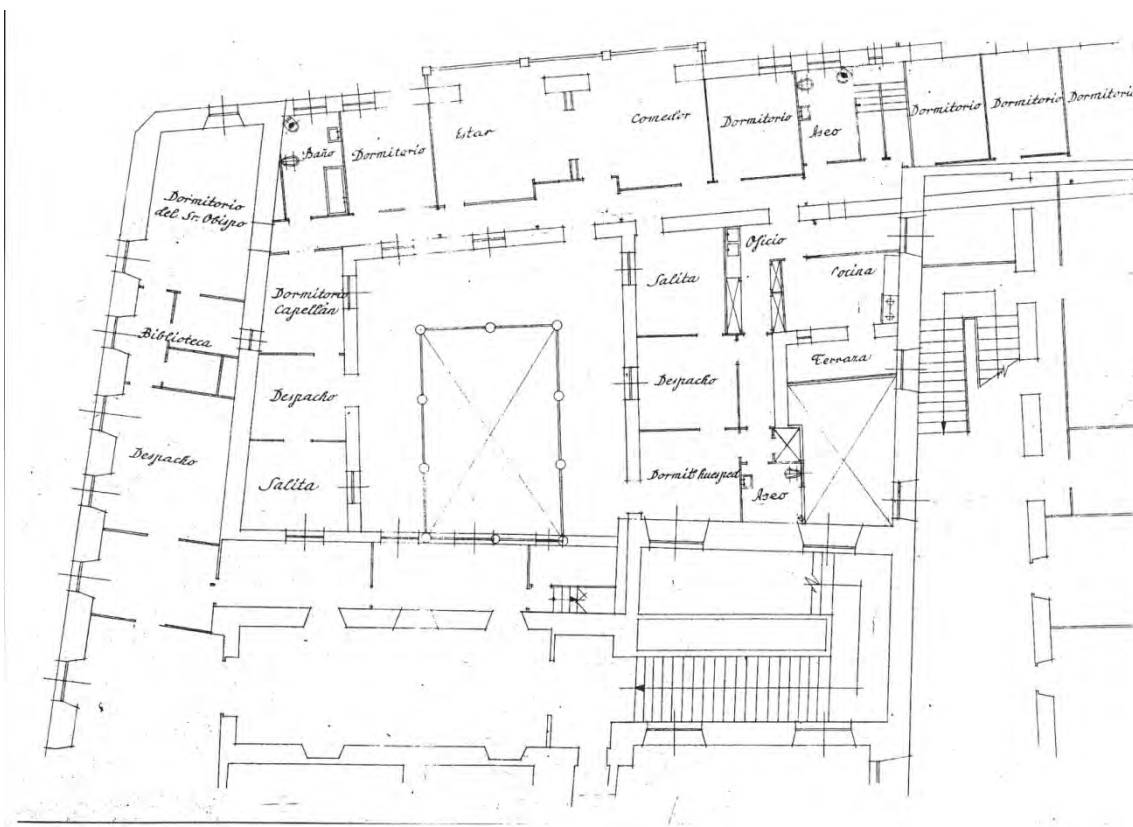 Dormitorio
del Sr. Obispo
Baño
Dormitorio
Estar
Comedor
Dormitorio
Aseo
Dormitorio
Dormitorio
Dormitorio
Dormitorio
Capellán
Salita
Oficio
Cocina
Biblioteca
Terraza
Despacho
Despacho
Despacho
Salita
Dormit. huesped
Aseo